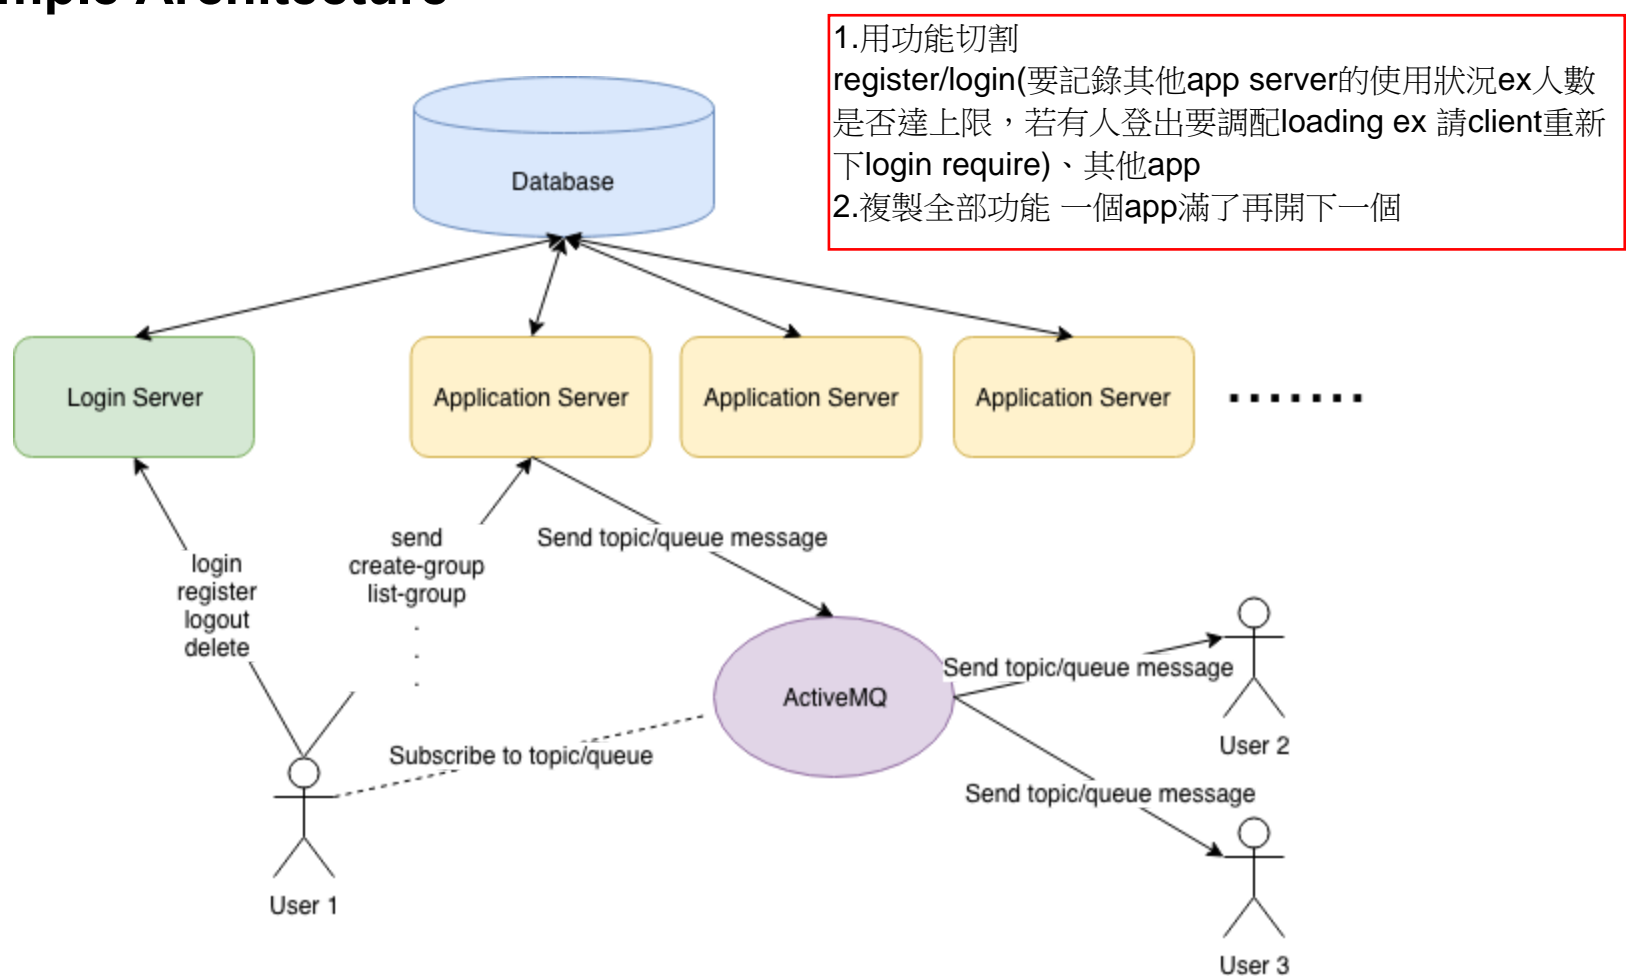 1.用功能切割
register/login(要記錄其他app server的使用狀況ex人數
是否達上限，若有人登出要調配loading ex 請client重新
下login require)、其他app
2.複製全部功能 一個app滿了再開下一個
Database
Login Server
Application Server
Application Server
Application Server
.......
login
register
logout
delete
send
create-group
list-group
.
.
.
Send topic/queue message
ActiveMQ
Subscribe to topic/queue
Send topic/queue message
Send topic/queue message
User 1
User 2
User 3